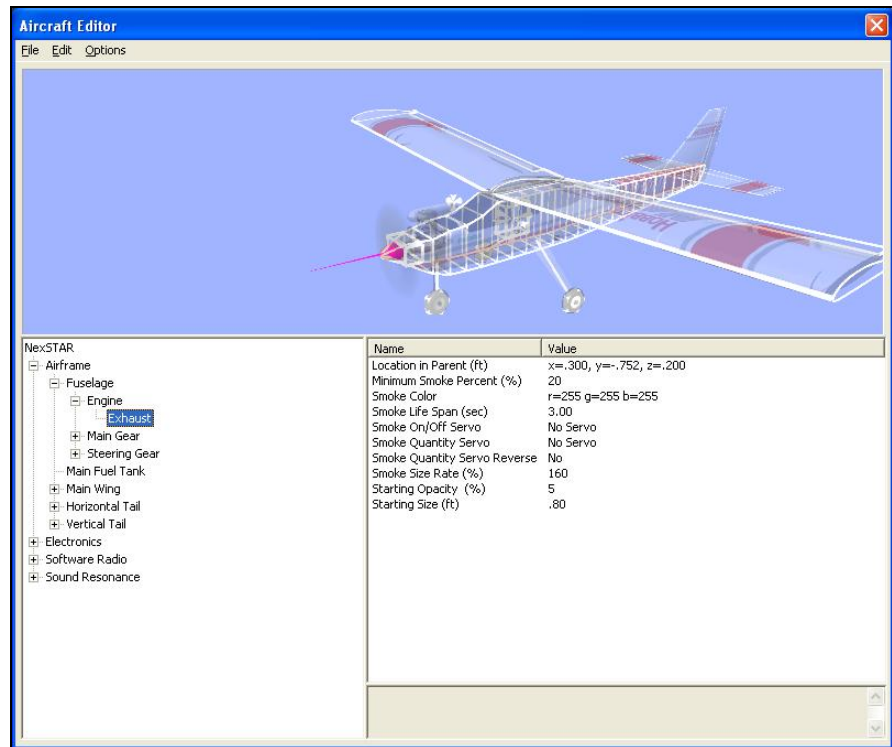 Aircraft Editor
File Edit Options
NexSTAR
Airframe
Fuselage
Engine
Exhaust
Main Gear
Steering Gear
Main Fuel Tank
Main Wing
Horizontal Tail
Vertical Tail
Electronics
Software Radio
Sound Resonance
Name Value
Location in Parent (ft) x=.300, y=-.752, z=.200
Minimum Smoke Percent (%) 20
Smoke Color r=255 g=255 b=255
Smoke Life Span (sec) 3.00
Smoke On/Off Servo No Servo
Smoke Quantity Servo No Servo
Smoke Quantity Servo Reverse No
Smoke Size Rate (%) 160
Starting Opacity (%) 5
Starting Size (ft) .80